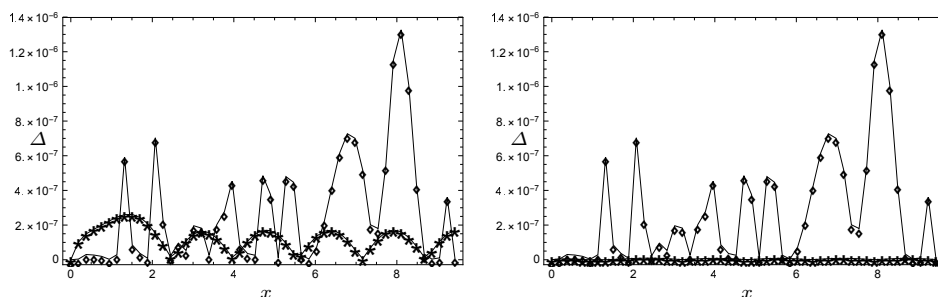 1.4 × 10⁻⁶
1.2 × 10⁻⁶
1. × 10⁻⁶
Δ 8. × 10⁻⁷
6. × 10⁻⁷
4. × 10⁻⁷
2. × 10⁻⁷
0
0 2 4 6 8
x
1.4 × 10⁻⁶
1.2 × 10⁻⁶
1. × 10⁻⁶
Δ 8. × 10⁻⁷
6. × 10⁻⁷
4. × 10⁻⁷
2. × 10⁻⁷
0
0 2 4 6 8
x